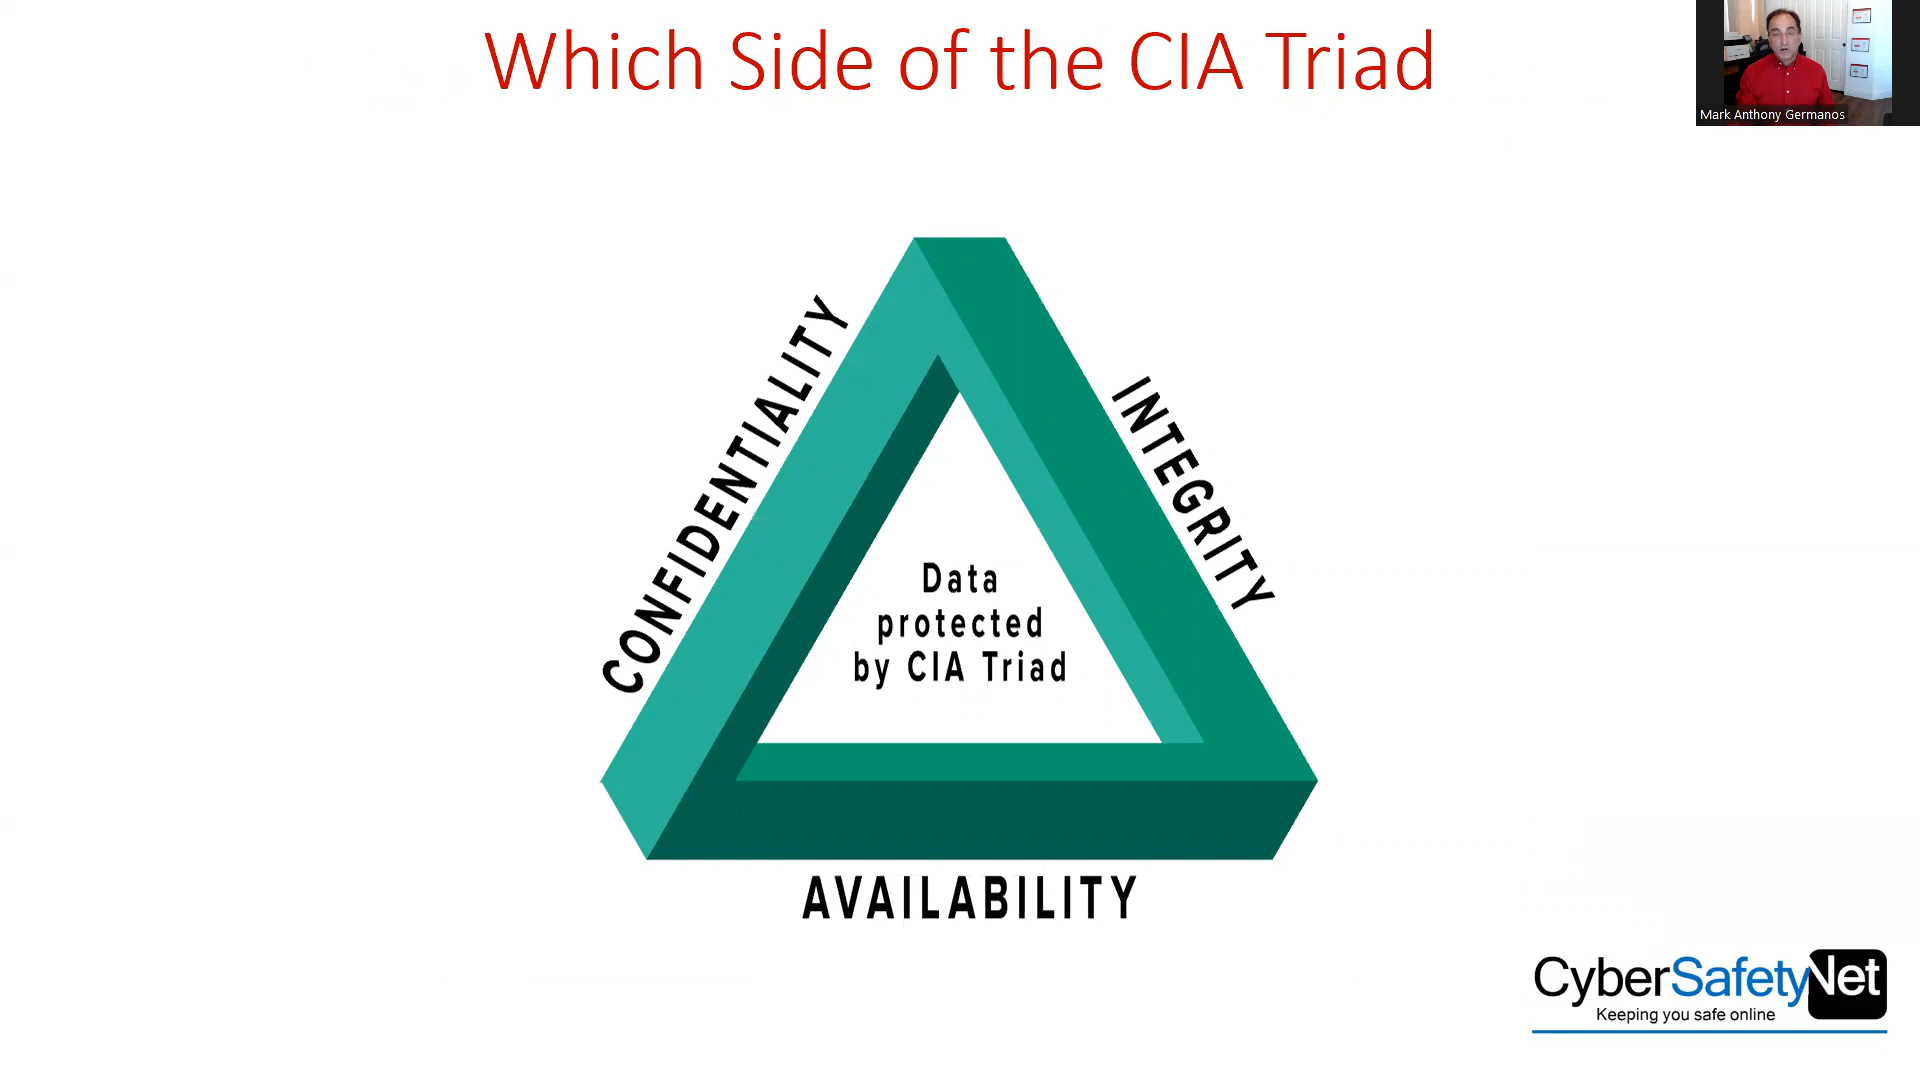 Which Side of the CIA Triad
Mark Anthony Germanos
CONFIDENTIALITY
INTEGRITY
Data
protected
by CIA Triad
AVAILABILITY
CyberSafetyNet
Keeping you safe online